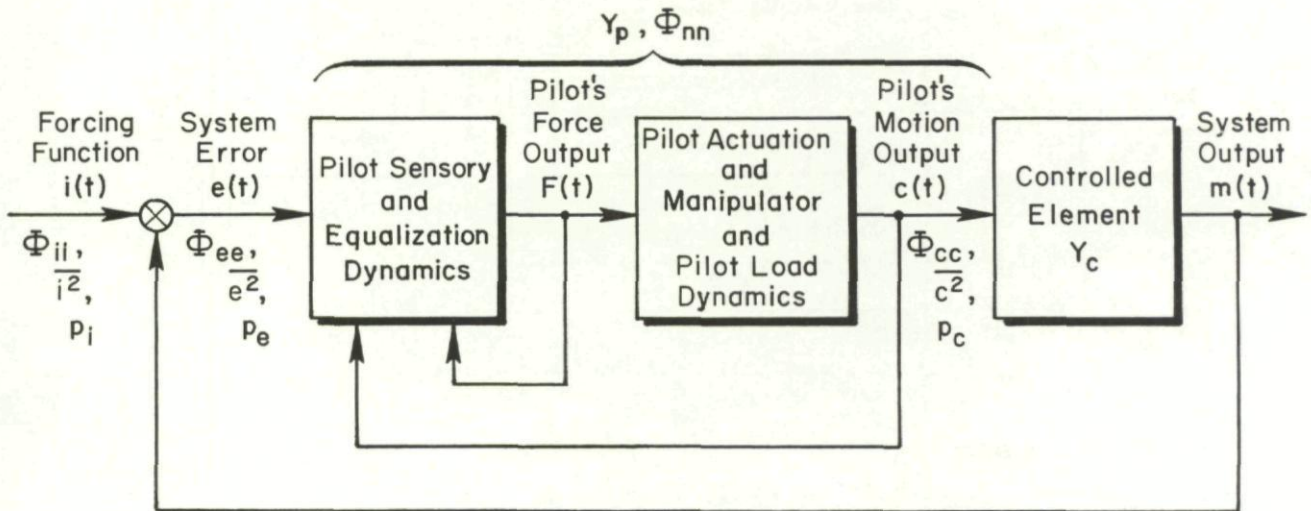 Yp , Φnn
Forcing
Function
i(t)
Φii,
i²,
pi
System
Error
e(t)
Φee,
e²,
pe
Pilot Sensory
and
Equalization
Dynamics
Pilot's
Force
Output
F(t)
Pilot Actuation
and
Manipulator
and
Pilot Load
Dynamics
Pilot's
Motion
Output
c(t)
Φcc,
c²,
pc
Controlled
Element
Yc
System
Output
m(t)